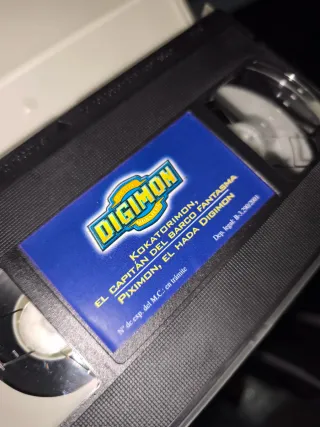 DIGIMON
KOKATORIMON,
EL CAPITÁN DEL BARCO FANTASMA
PIXIMON, EL HADA DIGIMON
Nº de exp. del M.C.: en trámite